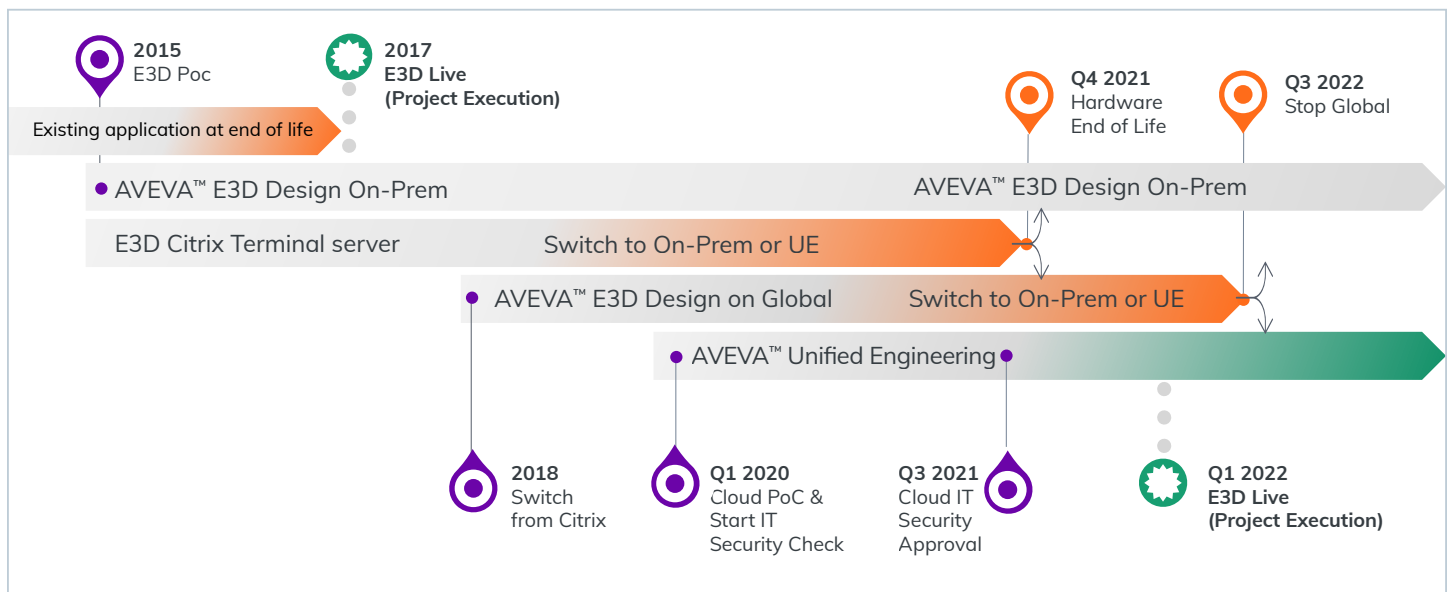 2015
E3D Poc
2017
E3D Live
(Project Execution)
Q4 2021
Hardware
End of Life
Q3 2022
Stop Global
Existing application at end of life
AVEVA™ E3D Design On-Prem
AVEVA™ E3D Design On-Prem
E3D Citrix Terminal server
Switch to On-Prem or UE
AVEVA™ E3D Design on Global
Switch to On-Prem or UE
AVEVA™ Unified Engineering
2018
Switch
from Citrix
Q1 2020
Cloud PoC &
Start IT
Security Check
Q3 2021
Cloud IT
Security
Approval
Q1 2022
E3D Live
(Project Execution)